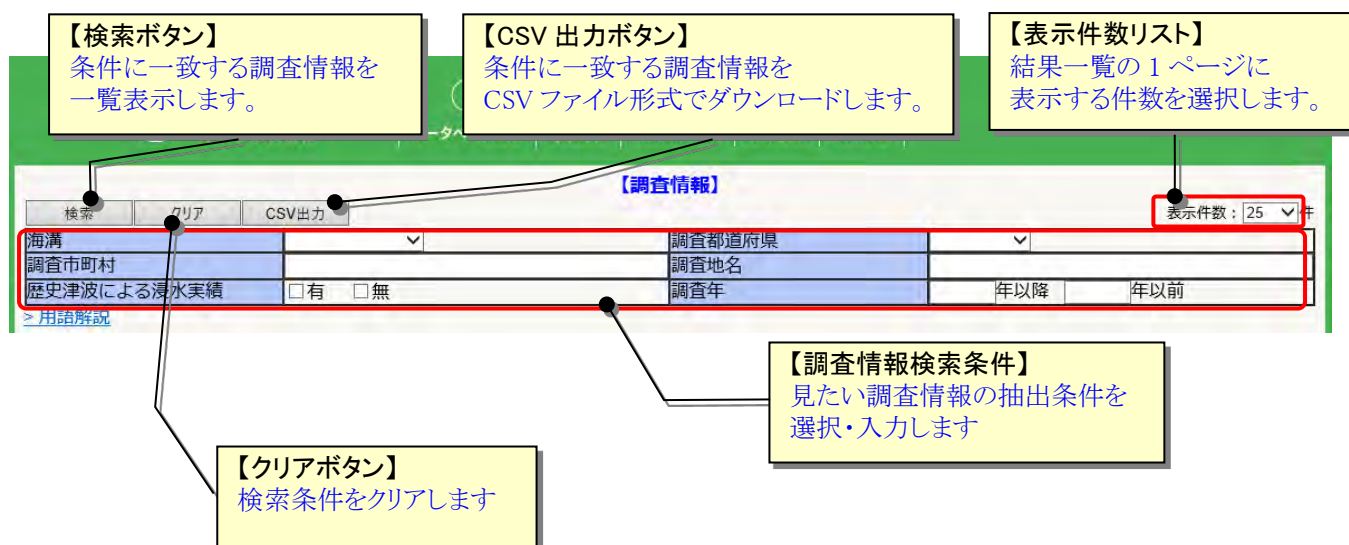 【検索ボタン】
条件に一致する調査情報を
一覧表示します。
【CSV 出力ボタン】
条件に一致する調査情報を
CSV ファイル形式でダウンロードします。
【表示件数リスト】
結果一覧の 1 ページに
表示する件数を選択します。
【調査情報】
検索 クリア CSV出力 表示件数： 25 件
海溝 調査都道府県
調査市町村 調査地名
歴史津波による浸水実績 □有 □無 調査年 年以降 年以前
> 用語解説
【調査情報検索条件】
見たい調査情報の抽出条件を
選択・入力します
【クリアボタン】
検索条件をクリアします